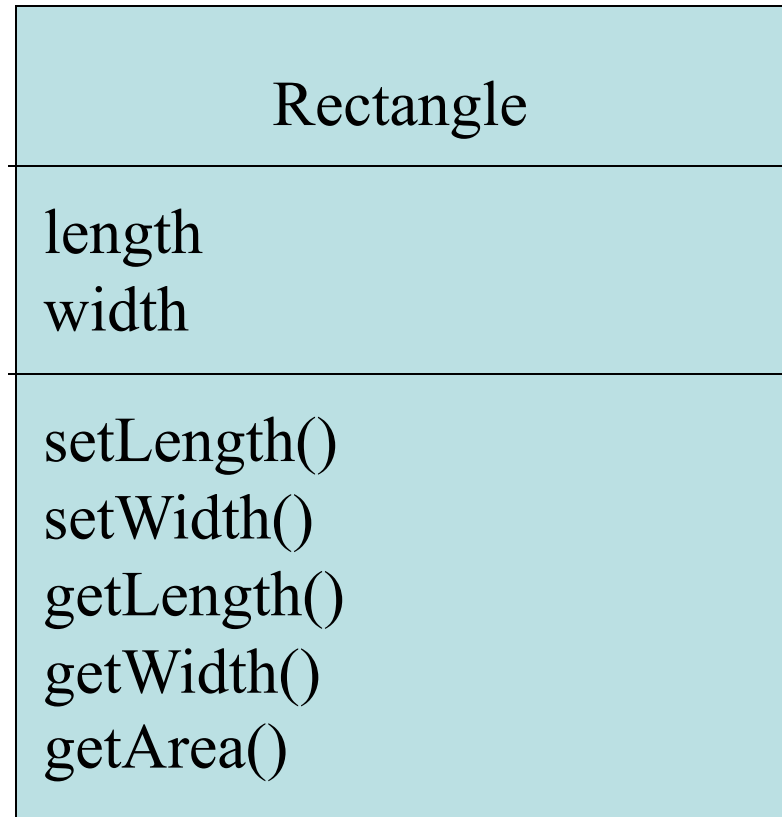 Rectangle
length
width
setLength()
setWidth()
getLength()
getWidth()
getArea()